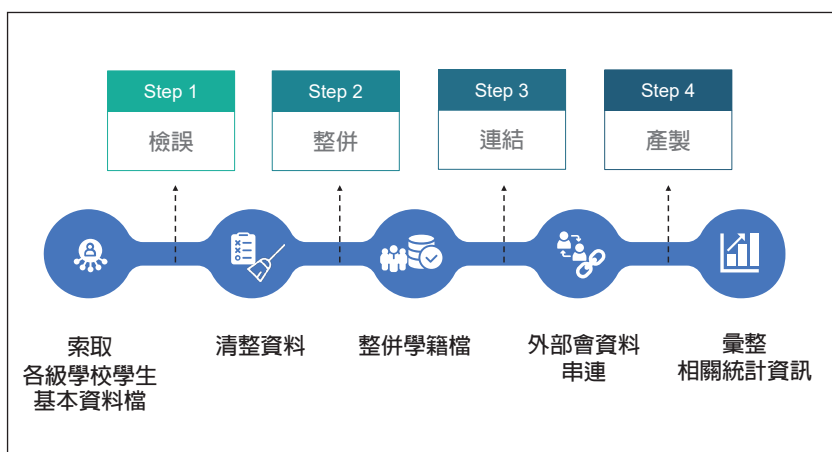 Step 1
檢誤
Step 2
整併
Step 3
連結
Step 4
產製
索取
各級學校學生
基本資料檔
清整資料
整併學籍檔
外部會資料
串連
彙整
相關統計資訊